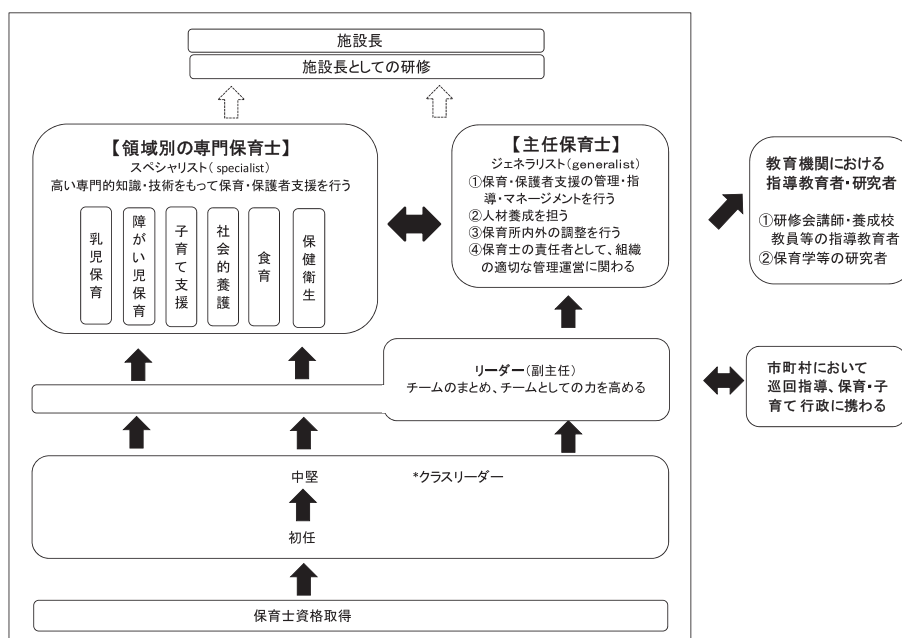 施設長
施設長としての研修
【領域別の専門保育士】
スペシャリスト( specialist)
高い専門的知識・技術をもって保育・保護者支援を行う
乳児保育
障がい児保育
子育て支援
社会的養護
食育
保健衛生
【主任保育士】
ジェネラリスト(generalist)
①保育・保護者支援の管理・指
導・マネージメントを行う
②人材養成を担う
③保育所内外の調整を行う
④保育士の責任者として、組織
の適切な管理運営に関わる
教育機関における
指導教育者・研究者
①研修会講師・養成校
教員等の指導教育者
②保育学等の研究者
リーダー(副主任)
チームのまとめ、チームとしての力を高める
市町村において
巡回指導、保育・子
育て 行政に携わる
中堅
*クラスリーダー
初任
保育士資格取得